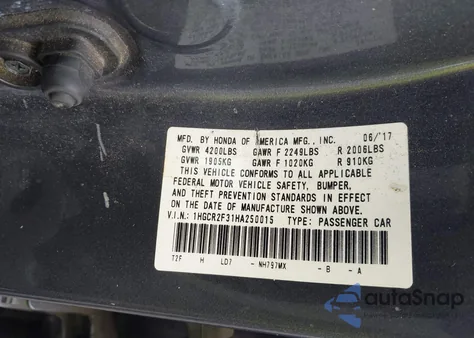 MFD. BY HONDA OF AMERICA MFG., INC. 06/'17
GVWR 4200LBS GAWR F 2249LBS R 2006LBS
GVWR 1905KG GAWR F 1020KG R 910KG
THIS VEHICLE CONFORMS TO ALL APPLICABLE
FEDERAL MOTOR VEHICLE SAFETY, BUMPER,
AND THEFT PREVENTION STANDARDS IN EFFECT
ON THE DATE OF MANUFACTURE SHOWN ABOVE.
V.I.N.: 1HGCR2F31HA250015 TYPE: PASSENGER CAR
T2F H LD7 - NH797MX - B - A
autoSnap